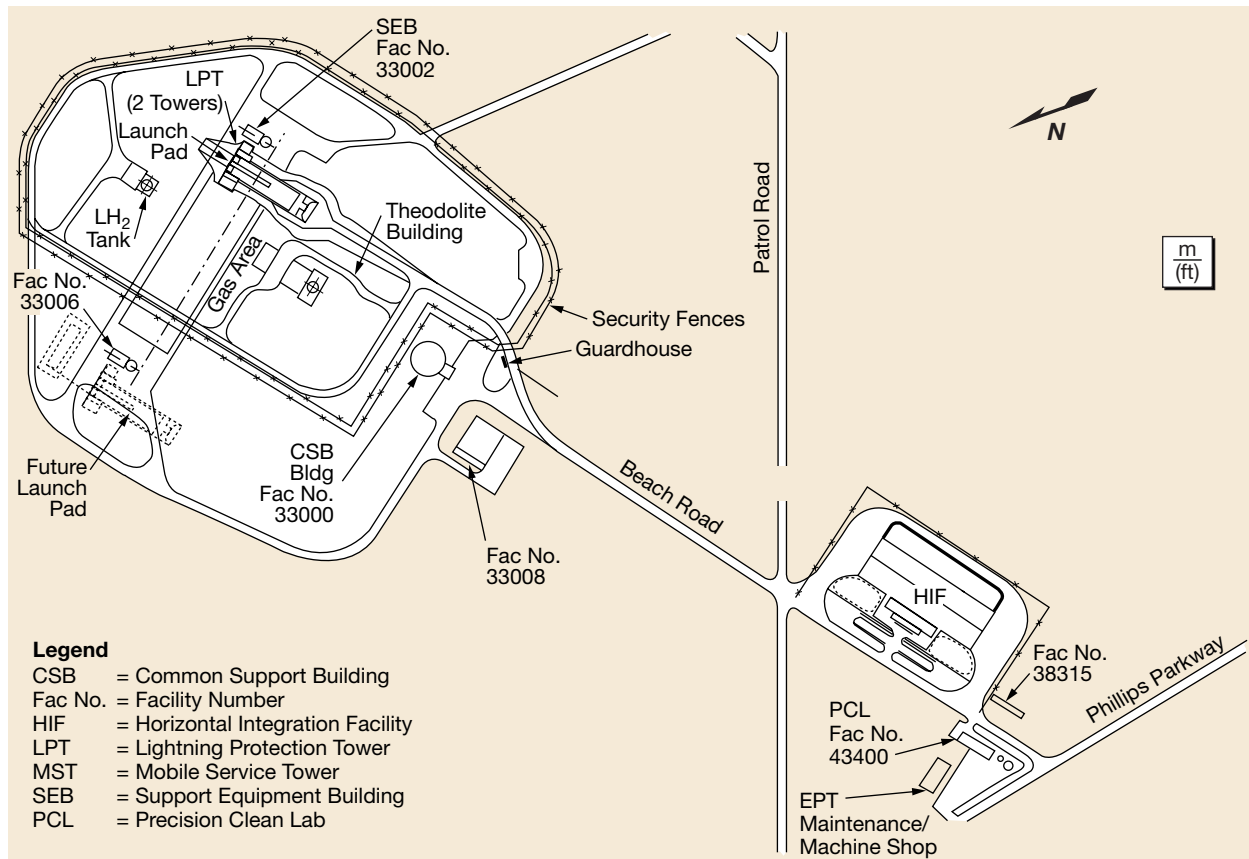 SEB
Fac No.
33002
LPT
(2 Towers)
Launch
Pad
LH2
Tank
Fac No.
33006
Gas Area
Theodolite
Building
Security Fences
Guardhouse
Patrol Road
N
m
(ft)
Future
Launch
Pad
CSB
Bldg
Fac No.
33000
Fac No.
33008
Beach Road
HIF
Fac No.
38315
Phillips Parkway
PCL
Fac No.
43400
EPT
Maintenance/
Machine Shop
Legend
CSB = Common Support Building
Fac No. = Facility Number
HIF = Horizontal Integration Facility
LPT = Lightning Protection Tower
MST = Mobile Service Tower
SEB = Support Equipment Building
PCL = Precision Clean Lab